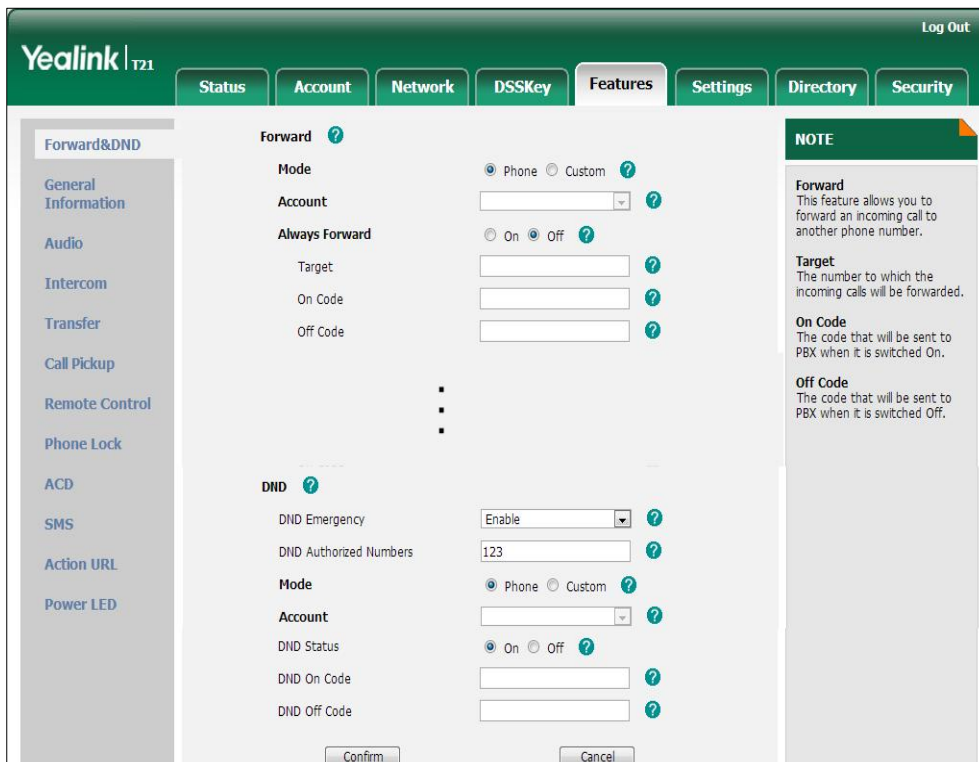 Log Out
Yealink | T21
Status Account Network DSSKey Features Settings Directory Security
Forward&DND
General
Information
Audio
Intercom
Transfer
Call Pickup
Remote Control
Phone Lock
ACD
SMS
Action URL
Power LED
Forward ?
Mode Phone Custom ?
Account ?
Always Forward On Off ?
Target ?
On Code ?
Off Code ?
DND ?
DND Emergency Enable ?
DND Authorized Numbers 123 ?
Mode Phone Custom ?
Account ?
DND Status On Off ?
DND On Code ?
DND Off Code ?
Confirm Cancel
NOTE
Forward
This feature allows you to
forward an incoming call to
another phone number.
Target
The number to which the
incoming calls will be forwarded.
On Code
The code that will be sent to
PBX when it is switched On.
Off Code
The code that will be sent to
PBX when it is switched Off.